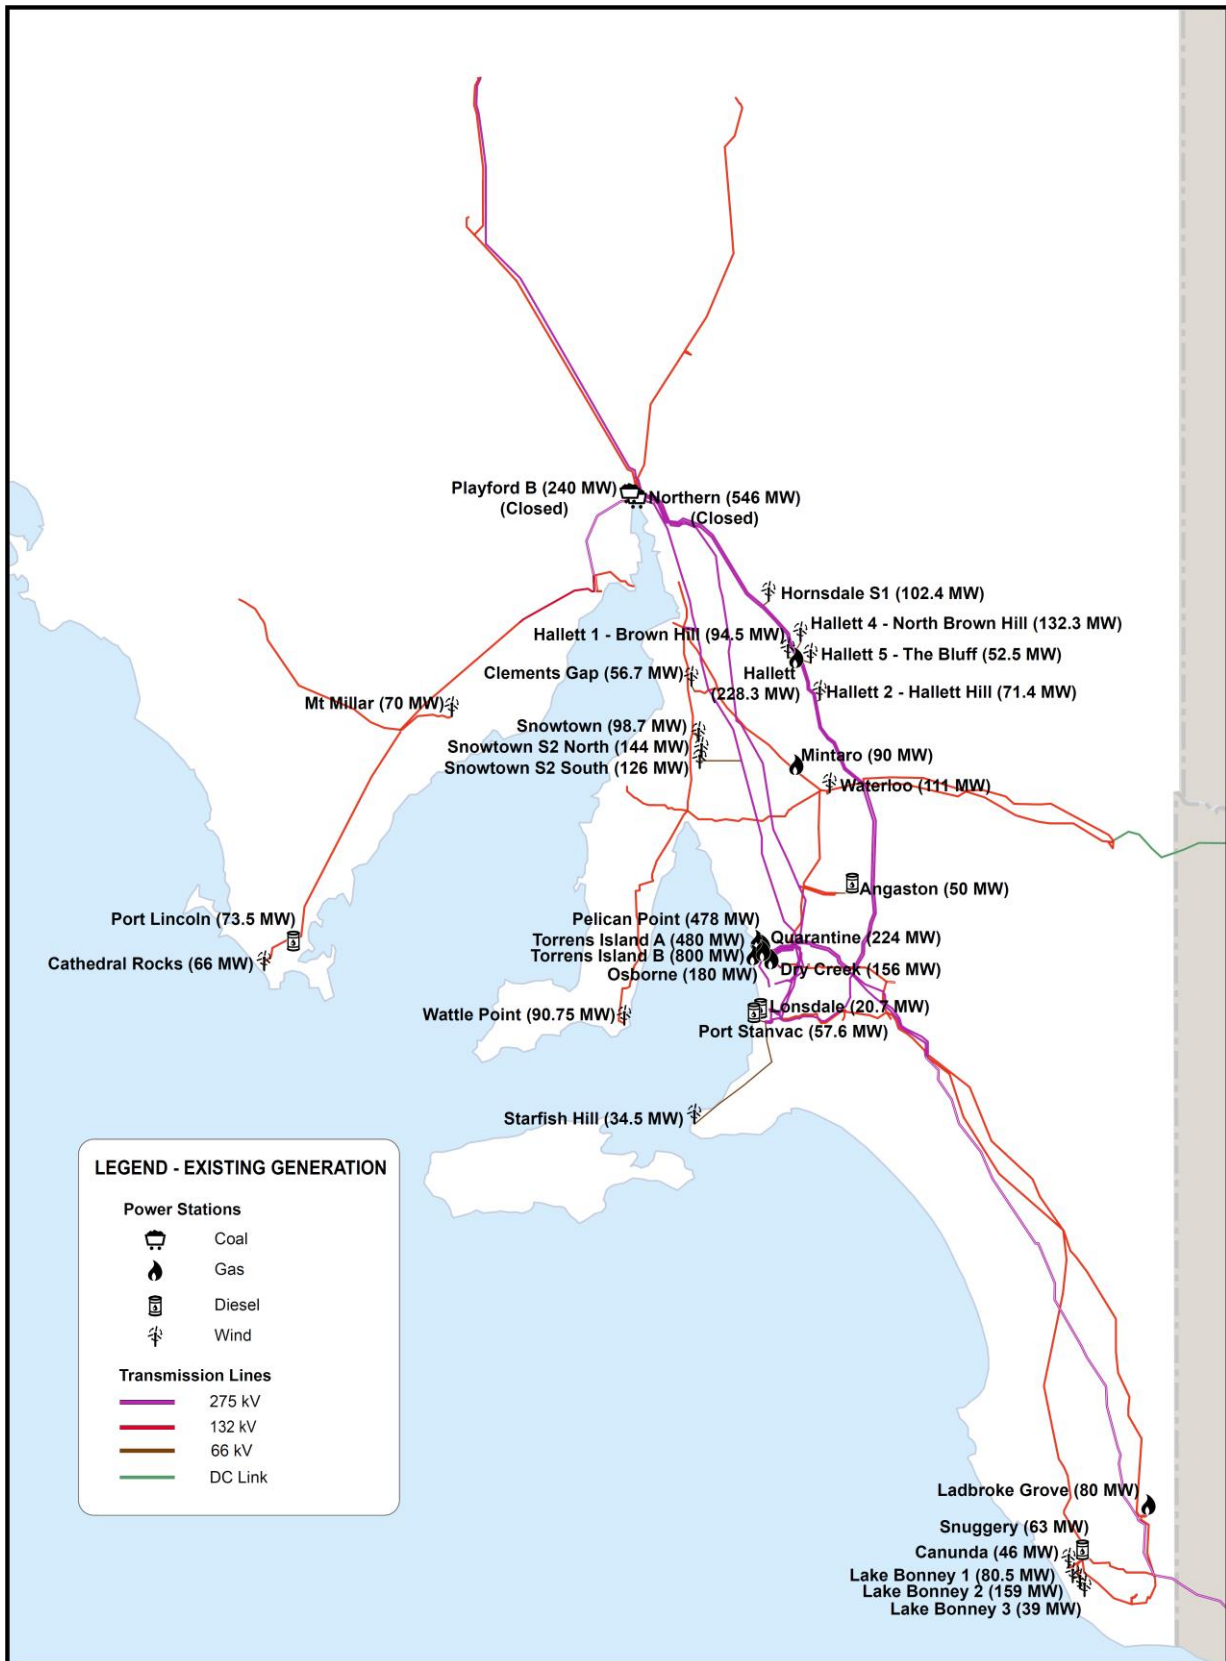 Playford B (240 MW)
(Closed)
Northern (546 MW)
(Closed)
Hornsdale S1 (102.4 MW)
Hallett 4 - North Brown Hill (132.3 MW)
Hallett 1 - Brown Hill (94.5 MW)
Hallett 5 - The Bluff (52.5 MW)
Hallett
(228.3 MW)
Clements Gap (56.7 MW)
Hallett 2 - Hallett Hill (71.4 MW)
Mt Millar (70 MW)
Snowtown (98.7 MW)
Snowtown S2 North (144 MW)
Snowtown S2 South (126 MW)
Mintaro (90 MW)
Waterloo (111 MW)
Angaston (50 MW)
Port Lincoln (73.5 MW)
Cathedral Rocks (66 MW)
Pelican Point (478 MW)
Torrens Island A (480 MW)
Quarantine (224 MW)
Torrens Island B (800 MW)
Osborne (180 MW)
Dry Creek (156 MW)
Wattle Point (90.75 MW)
Lonsdale (20.7 MW)
Port Stanvac (57.6 MW)
Starfish Hill (34.5 MW)
LEGEND - EXISTING GENERATION
Power Stations
Coal
Gas
Diesel
Wind
Transmission Lines
275 kV
132 kV
66 kV
DC Link
Ladbroke Grove (80 MW)
Snuggery (63 MW)
Canunda (46 MW)
Lake Bonney 1 (80.5 MW)
Lake Bonney 2 (159 MW)
Lake Bonney 3 (39 MW)